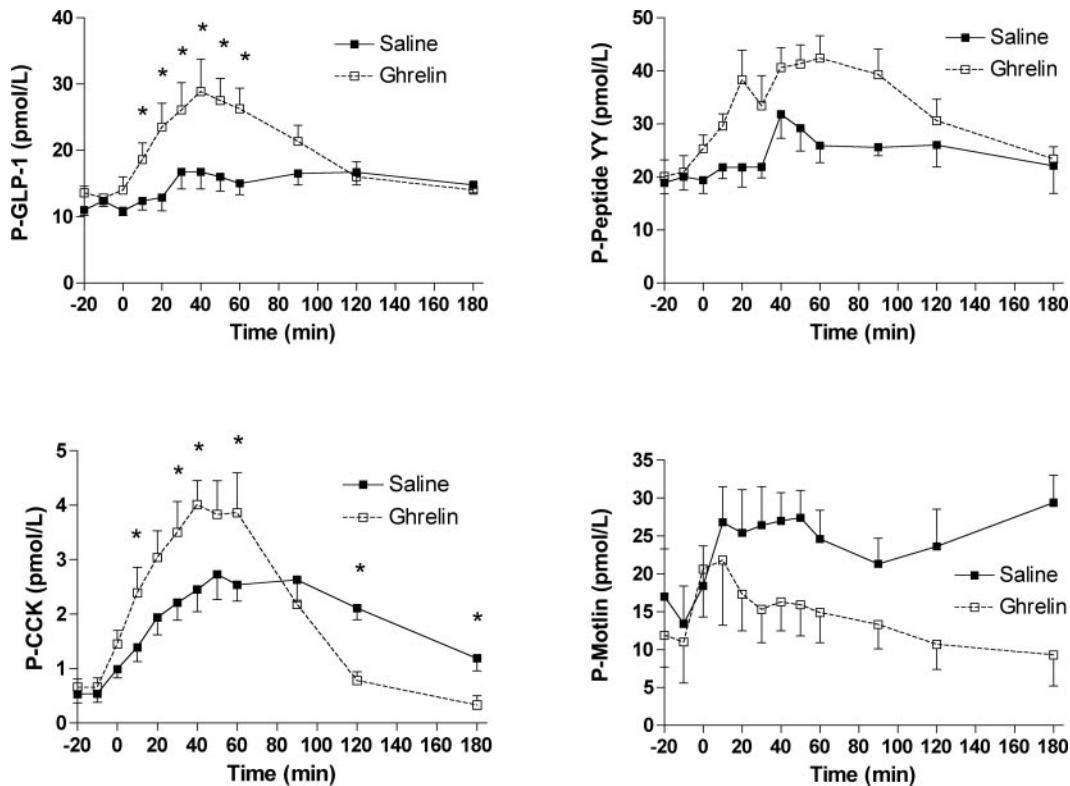 P-GLP-1 (pmol/L)
40
30
20
10
0
* * * * * *
Saline
Ghrelin
-20 0 20 40 60 80 100 120 140 160 180
Time (min)
P-Peptide YY (pmol/L)
50
40
30
20
10
0
Saline
Ghrelin
-20 0 20 40 60 80 100 120 140 160 180
Time (min)
P-CCK (pmol/L)
5
4
3
2
1
0
* * * * * *
Saline
Ghrelin
-20 0 20 40 60 80 100 120 140 160 180
Time (min)
P-Motlin (pmol/L)
35
30
25
20
15
10
5
0
Saline
Ghrelin
-20 0 20 40 60 80 100 120 140 160 180
Time (min)